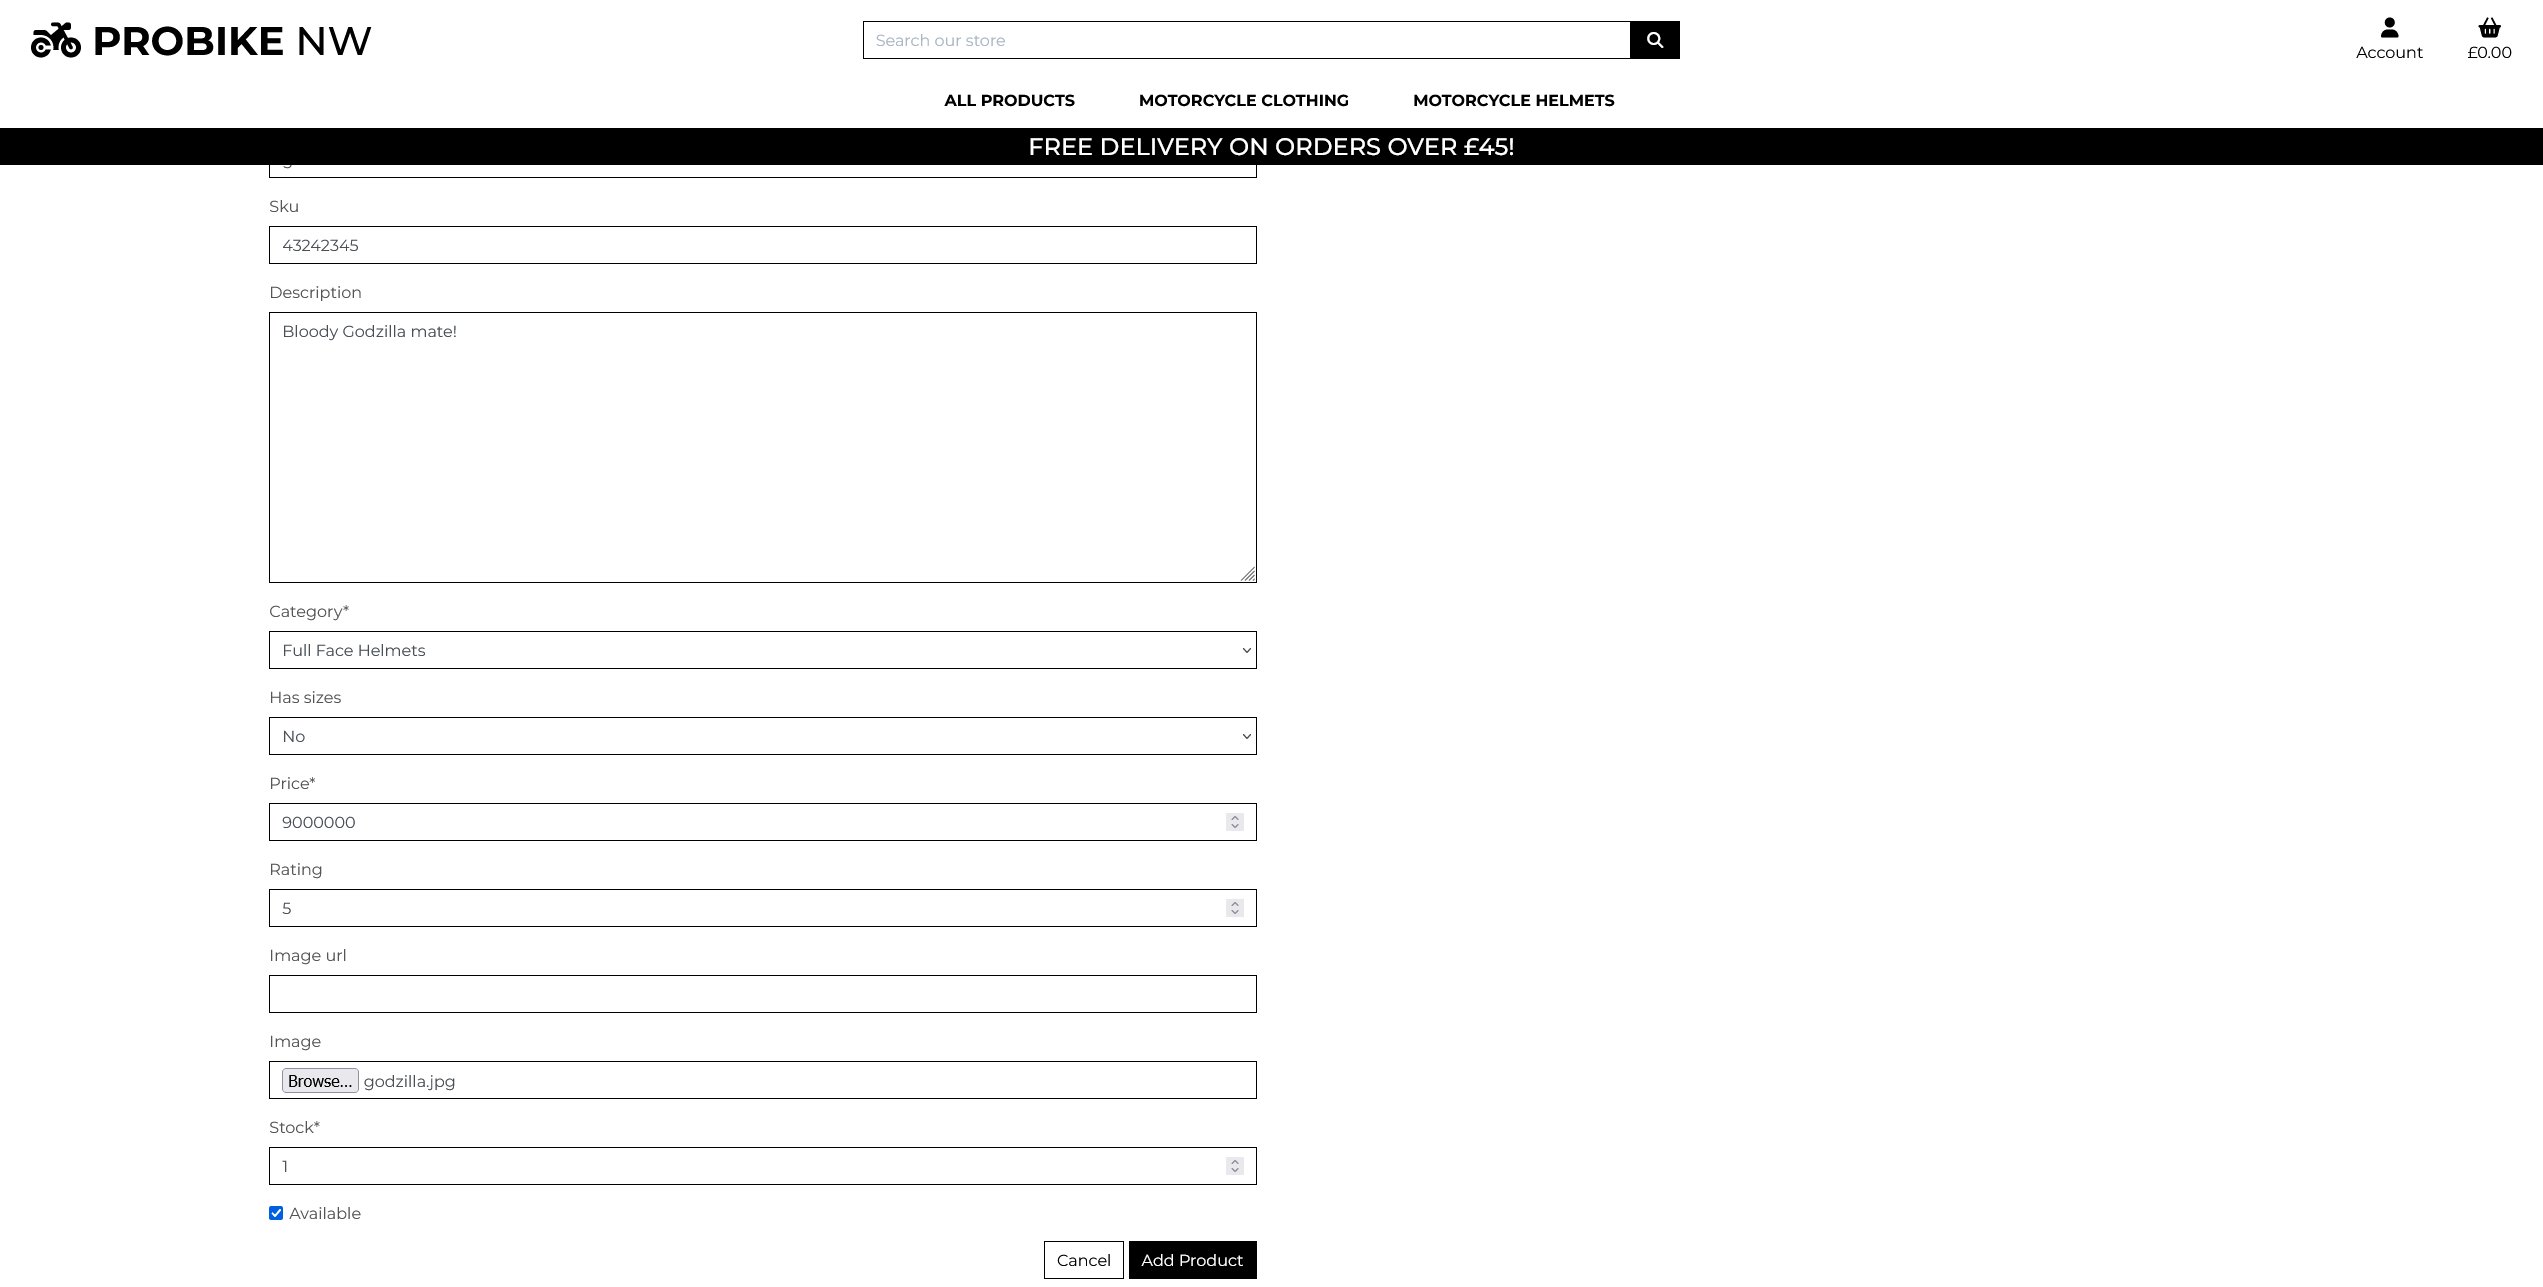 PROBIKE NW
Search our store
Account
£0.00
ALL PRODUCTS
MOTORCYCLE CLOTHING
MOTORCYCLE HELMETS
FREE DELIVERY ON ORDERS OVER £45!
Sku
43242345
Description
Bloody Godzilla mate!
Category*
Full Face Helmets
Has sizes
No
Price*
9000000
Rating
5
Image url
Image
Browse... godzilla.jpg
Stock*
1
Available
Cancel
Add Product